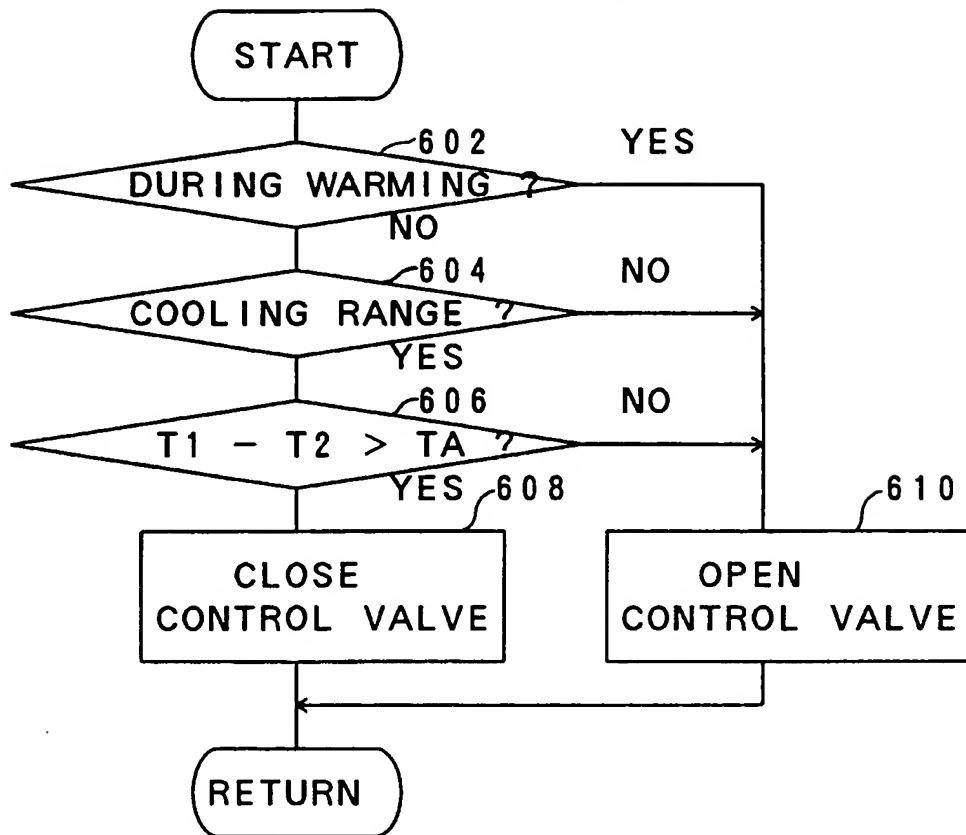 START
602
YES
DURING WARMING ?
NO
604
NO
COOLING RANGE ?
YES
606
NO
T1 - T2 > TA ?
YES
608
610
CLOSE
CONTROL VALVE
OPEN
CONTROL VALVE
RETURN